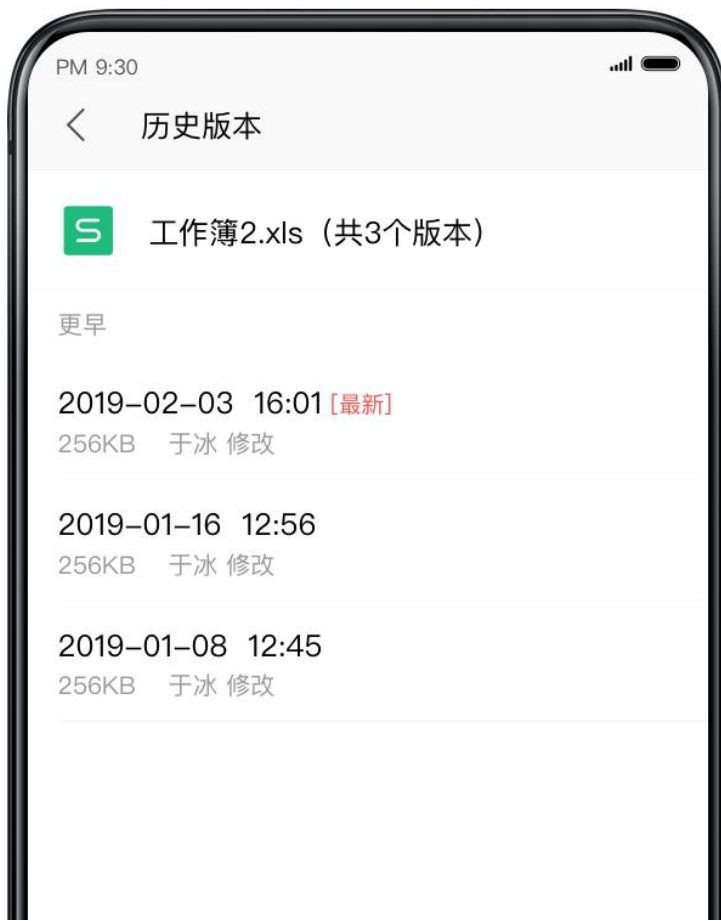 PM 9:30
历史版本
工作簿2.xls（共3个版本）
更早
2019-02-03 16:01 [最新]
256KB 于冰 修改
2019-01-16 12:56
256KB 于冰 修改
2019-01-08 12:45
256KB 于冰 修改